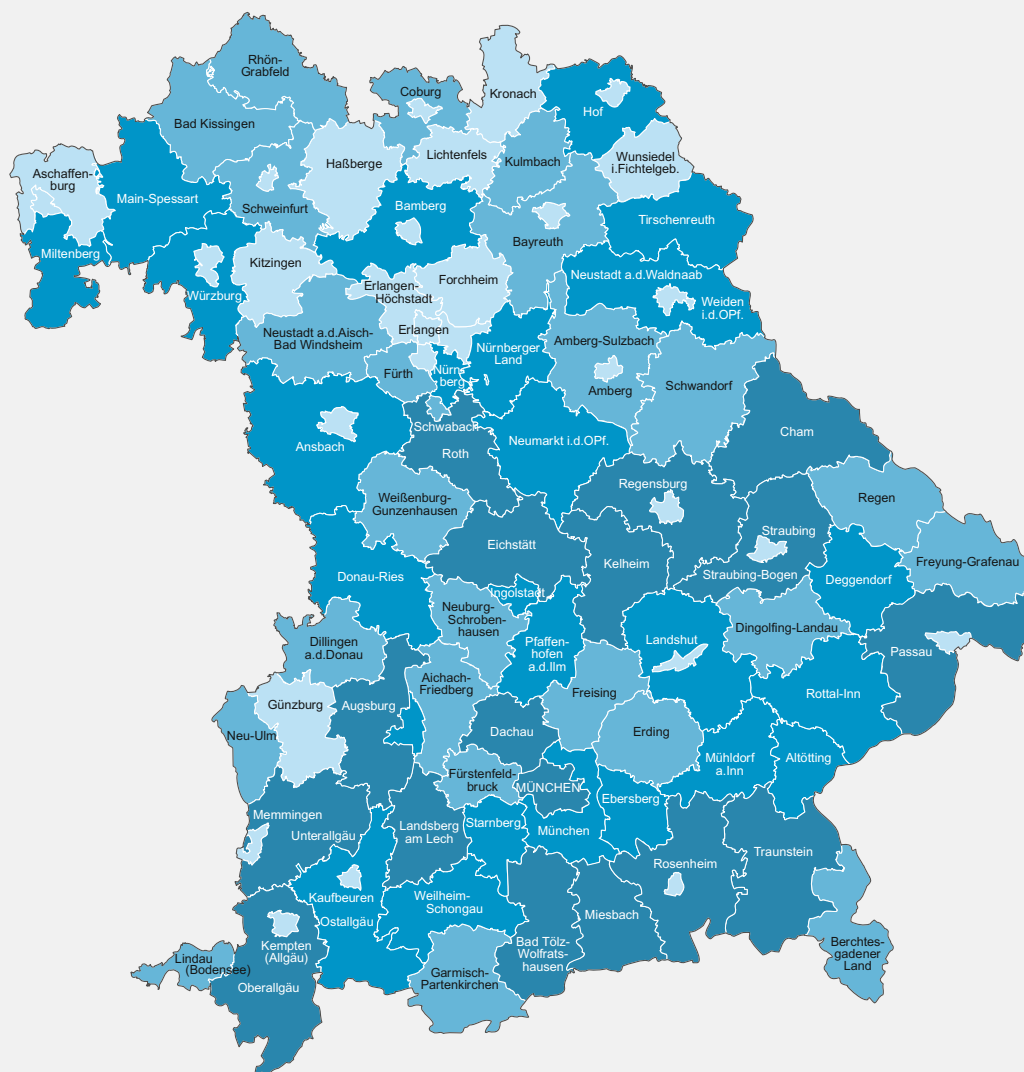 Rhön-
Grabfeld
Coburg
Kronach
Hof
Bad Kissingen
Haßberge
Lichtenfels
Kulmbach
Wunsiedel
i.Fichtelgeb.
Aschaffen-
burg
Main-Spessart
Schweinfurt
Bamberg
Tirschenreuth
Bayreuth
Miltenberg
Kitzingen
Neustadt a.d.Waldnaab
Forchheim
Erlangen-
Höchstadt
Würzburg
Weiden
i.d.OPf.
Erlangen
Neustadt a.d.Aisch-
Bad Windsheim
Nürnberger
Land
Amberg-Sulzbach
Fürth
Nürn-
berg
Amberg
Schwandorf
Schwabach
Cham
Ansbach
Roth
Neumarkt i.d.OPf.
Regensburg
Weißenburg-
Gunzenhausen
Regen
Straubing
Eichstätt
Kelheim
Freyung-Grafenau
Donau-Ries
Straubing-Bogen
Deggendorf
Ingolstadt
Neuburg-
Schroben-
hausen
Dingolfing-Landau
Dillingen
a.d.Donau
Pfaffen-
hofen
a.d.Ilm
Landshut
Passau
Aichach-
Friedberg
Freising
Rottal-Inn
Günzburg
Augsburg
Neu-Ulm
Dachau
Erding
Mühldorf
a.Inn
Altötting
Fürstenfeld-
bruck
MÜNCHEN
Ebersberg
Memmingen
Unterallgäu
Landsberg
am Lech
Starnberg
München
Traunstein
Rosenheim
Kaufbeuren
Ostallgäu
Weilheim-
Schongau
Miesbach
Kempten
(Allgäu)
Bad Tölz-
Wolfrats-
hausen
Berchtes-
gadener
Land
Lindau
(Bodensee)
Garmisch-
Partenkirchen
Oberallgäu